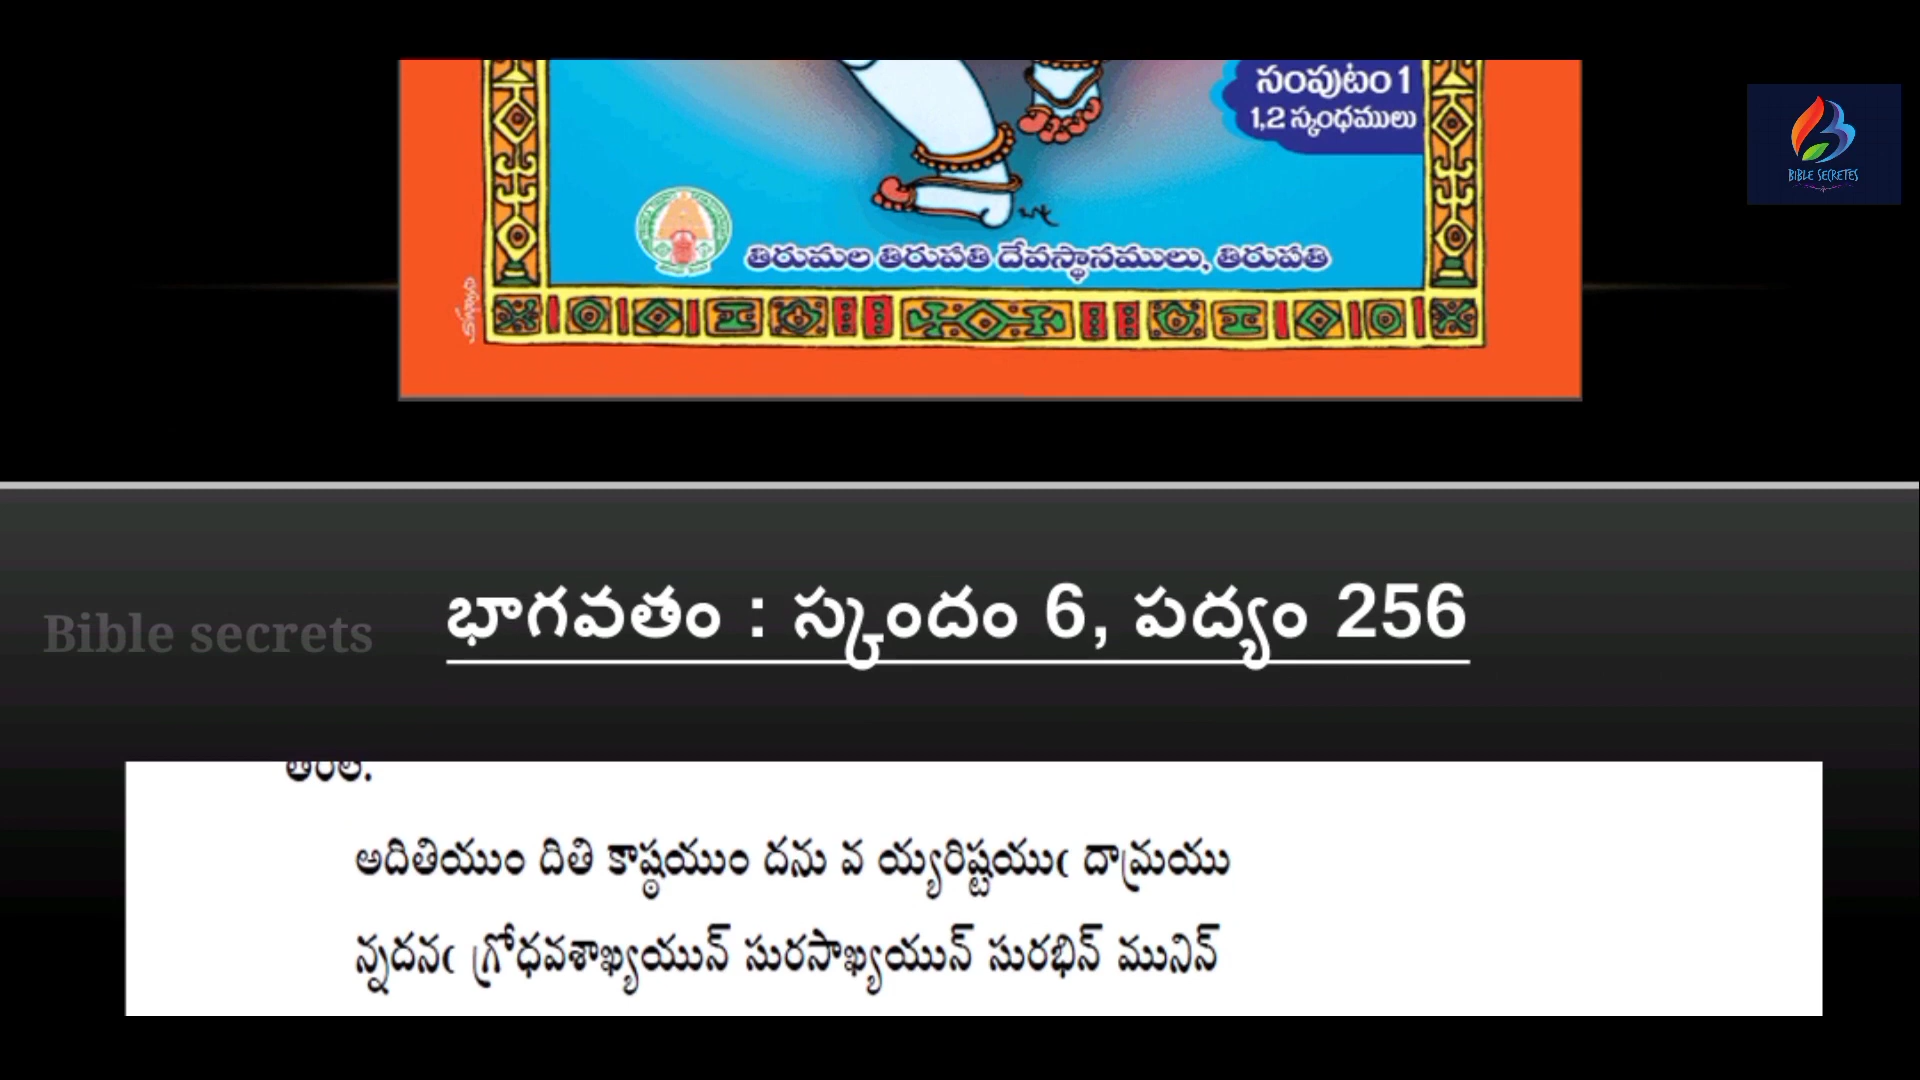 సంపుటం 1
1,2 స్కంధములు
BIBLE SECRETES
తిరుమల తిరుపతి దేవస్థానములు, తిరుపతి
Bible secrets
భాగవతం : స్కందం 6, పద్యం 256
తరల.
అదితియుం దితి కాష్ఠయుం దను వ య్యరిష్టయుఁ దామ్రయు
న్నదనఁ గ్రోధవశాఖ్యయున్ సురసాఖ్యయున్ సురభిన్ మునిన్